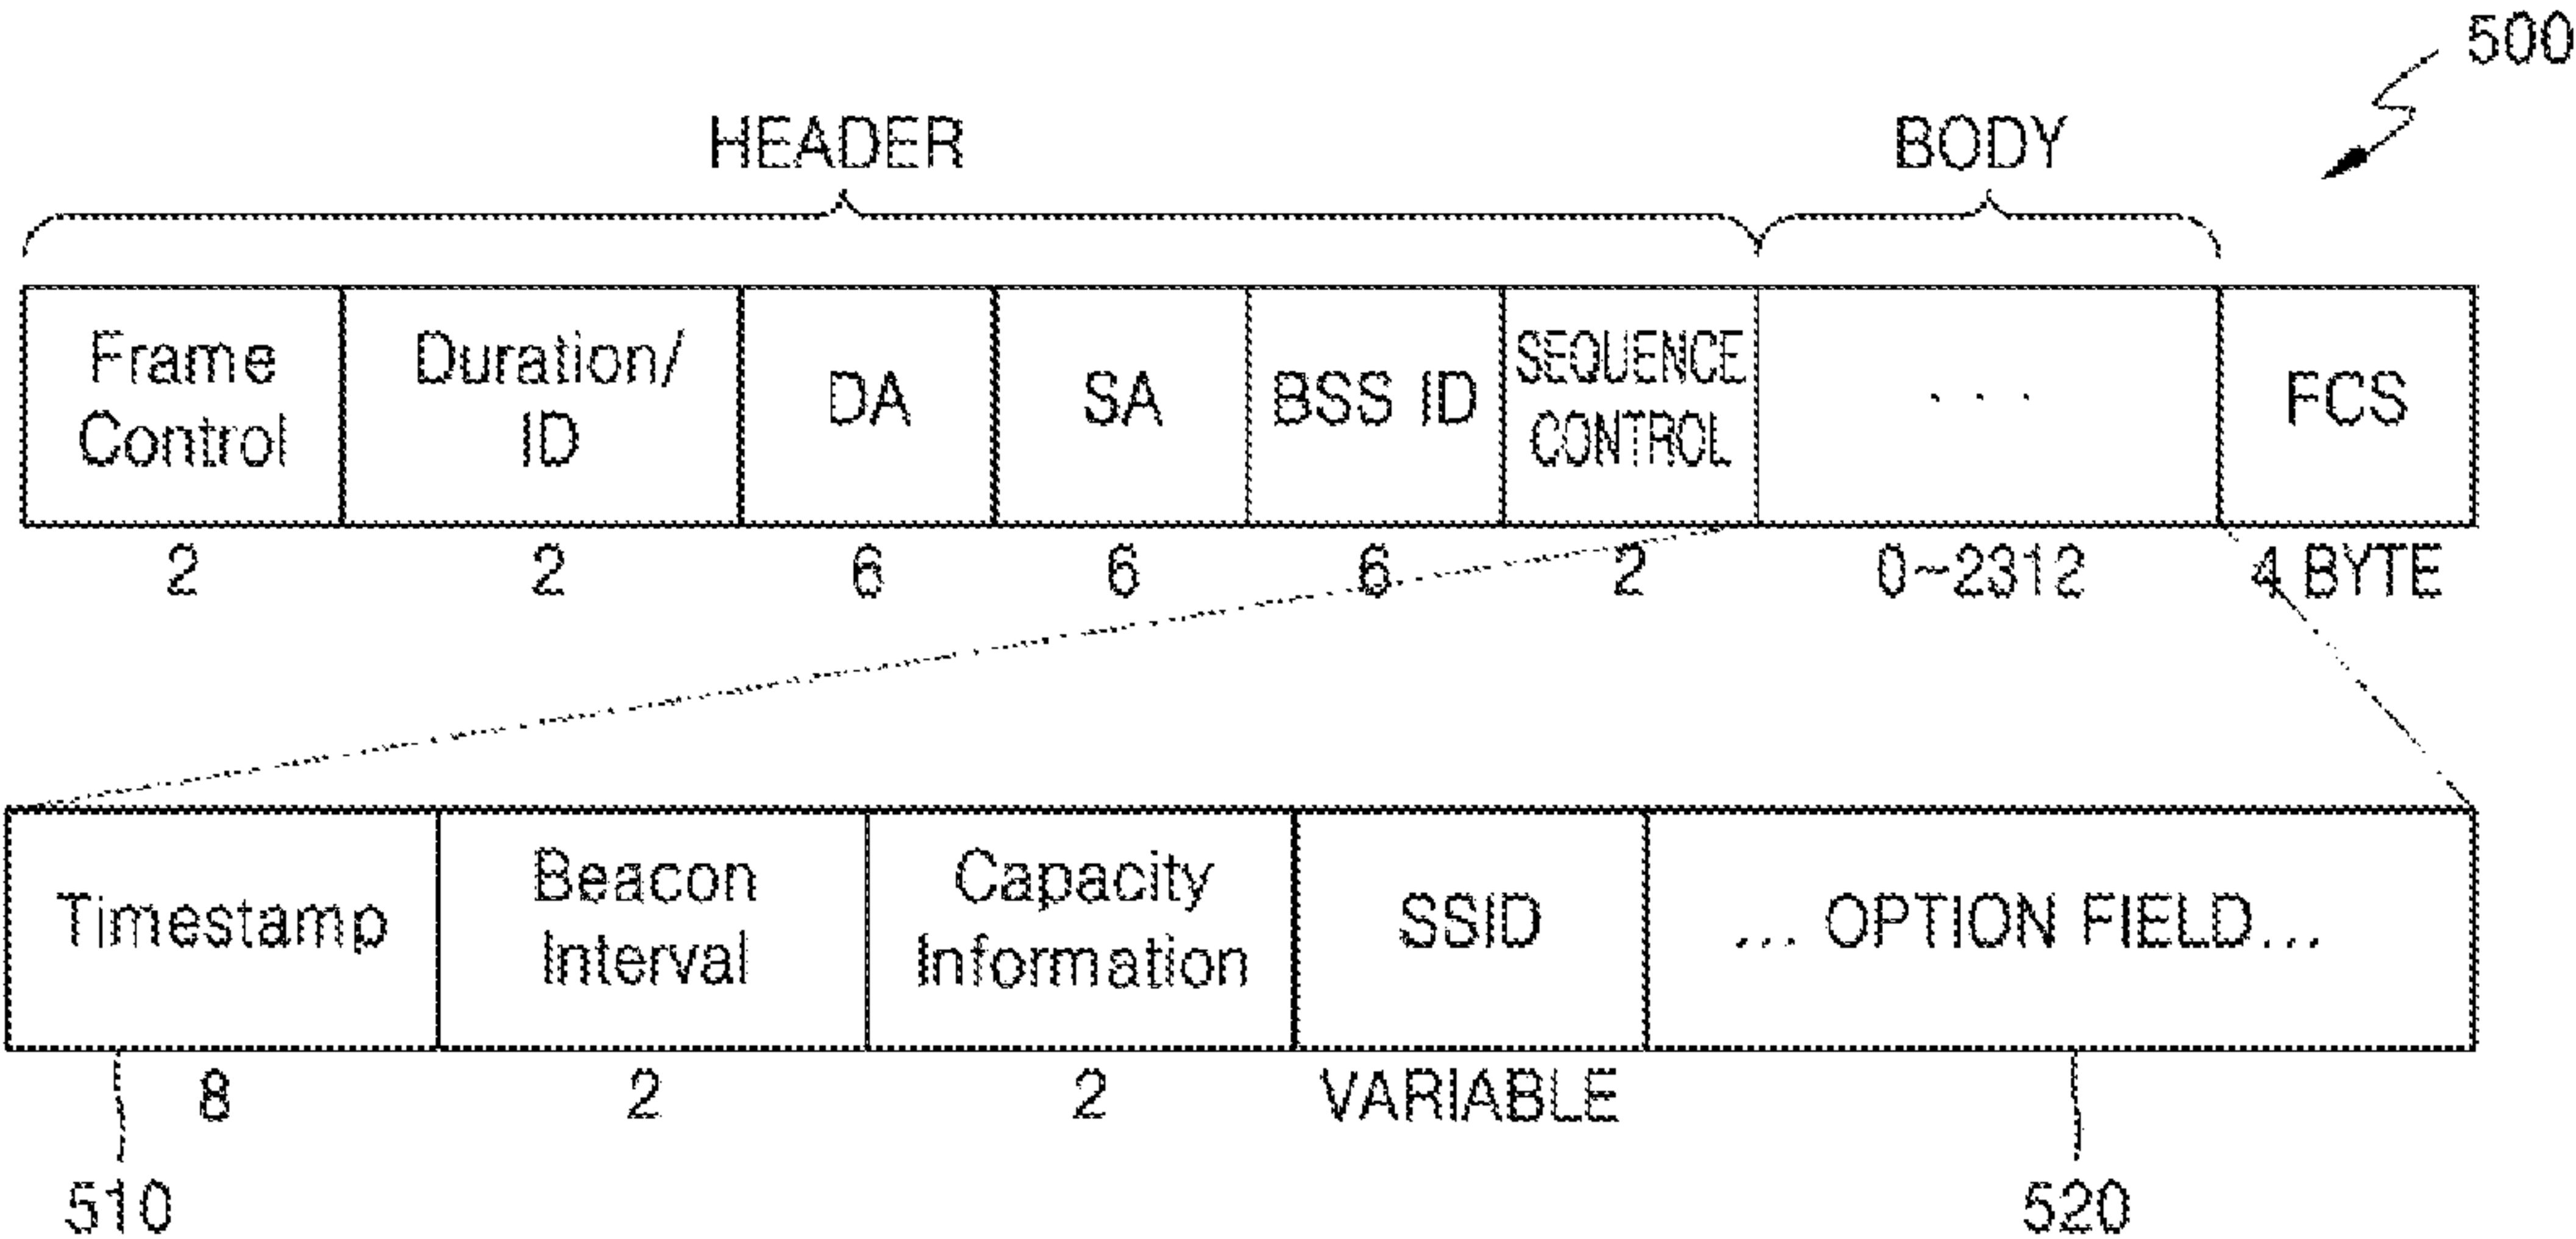 500
HEADER
BODY
Frame
Control
Duration/
ID
DA
SA
BSS ID
SEQUENCE
CONTROL
...
FCS
2
2
6
6
6
2
0~2312
4 BYTE
Timestamp
Beacon
Interval
Capacity
Information
SSID
... OPTION FIELD...
8
2
2
VARIABLE
510
520